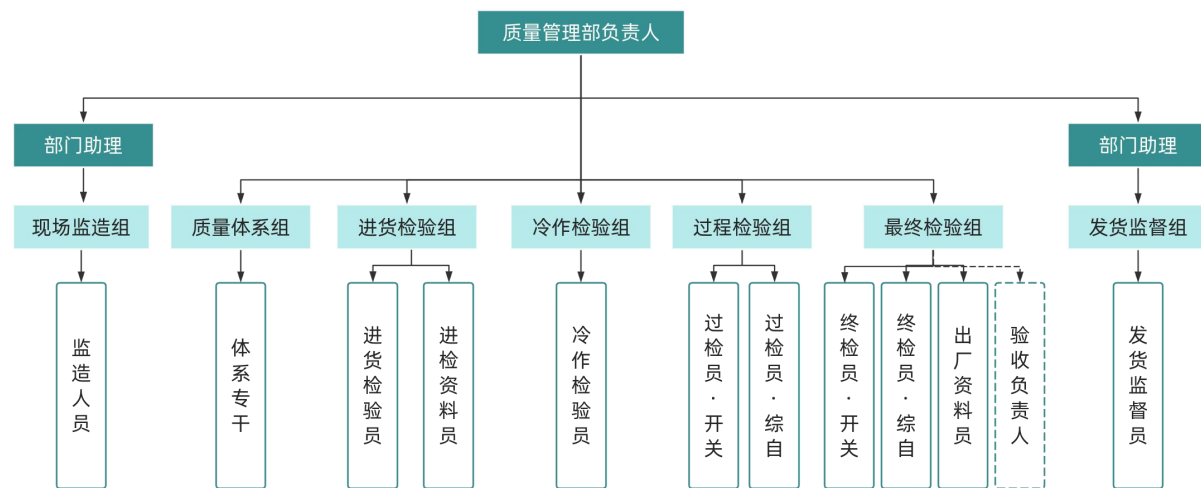 质量管理部负责人
部门助理
部门助理
现场监造组
质量体系组
进货检验组
冷作检验组
过程检验组
最终检验组
发货监督组
监造人员
体系专干
进货检验员
进检资料员
冷作检验员
过检员·开关
过检员·综自
终检员·开关
终检员·综自
出厂资料员
验收负责人
发货监督员